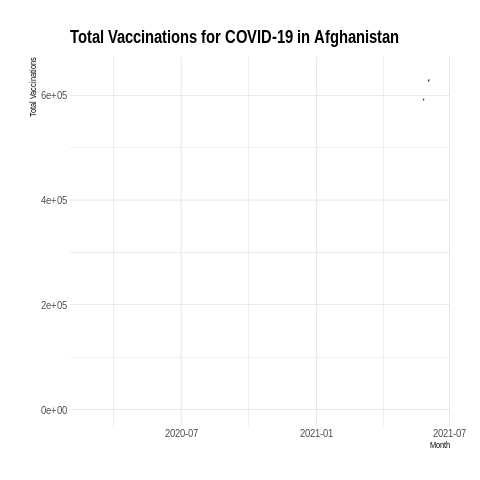 Total Vaccinations for COVID-19 in Afghanistan
Total Vaccinations
6e+05
4e+05
2e+05
0e+00
2020-07
2021-01
2021-07
Month